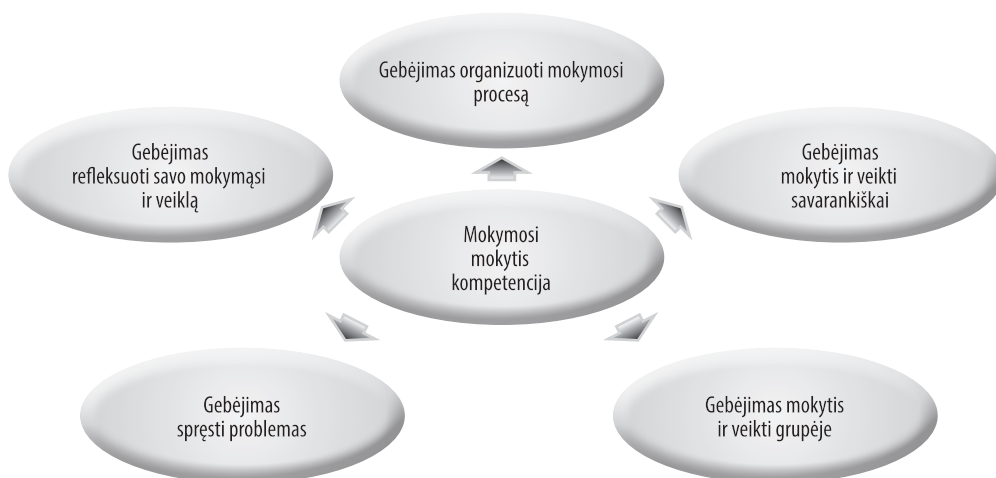 Gebėjimas organizuoti mokymosi
procesą
Gebėjimas
refleksuoti savo mokymąsi
ir veiklą
Gebėjimas
mokytis ir veikti
savarankiškai
Mokymosi
mokytis
kompetencija
Gebėjimas
spręsti problemas
Gebėjimas mokytis
ir veikti grupėje